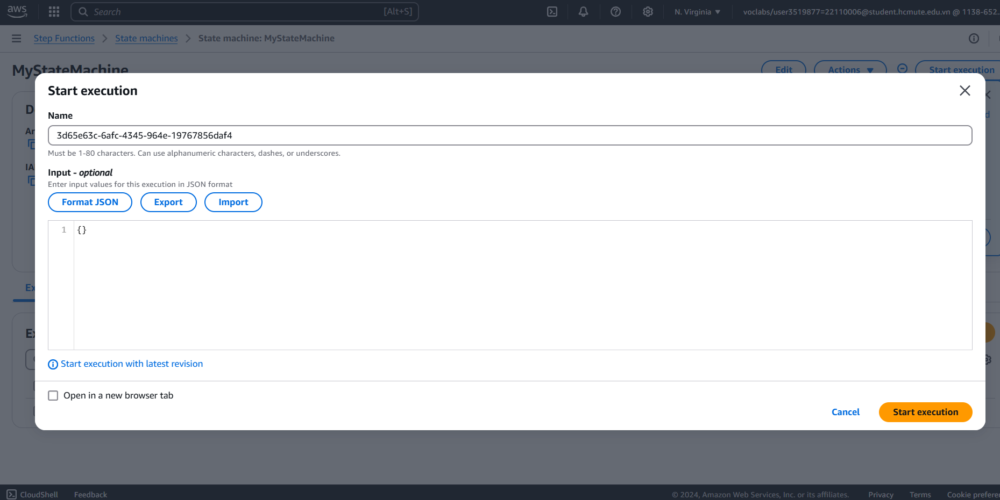 aws
Search [Alt+S]
N. Virginia
voclabs/user3519877=22110006@student.hcmute.edu.vn @ 1138-652...
Step Functions
State machines
State machine: MyStateMachine
MyStateMachine
Edit
Actions
Start execution
Start execution
Name
3d65e63c-6afc-4345-964e-19767856daf4
Must be 1-80 characters. Can use alphanumeric characters, dashes, or underscores.
Input - optional
Enter input values for this execution in JSON format
Format JSON
Export
Import
1 {}
Start execution with latest revision
Open in a new browser tab
Cancel
Start execution
CloudShell
Feedback
© 2024, Amazon Web Services, Inc. or its affiliates.
Privacy
Terms
Cookie